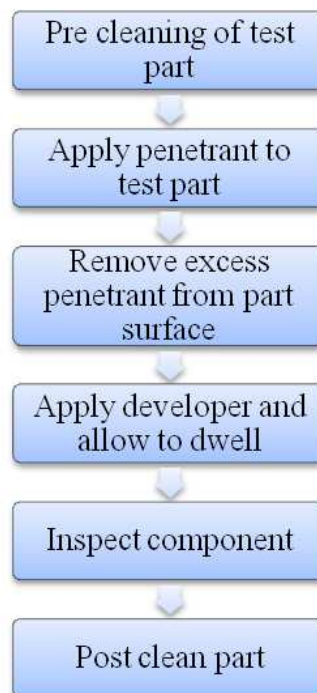 Pre cleaning of test
part
Apply penetrant to
test part
Remove excess
penetrant from part
surface
Apply developer and
allow to dwell
Inspect component
Post clean part